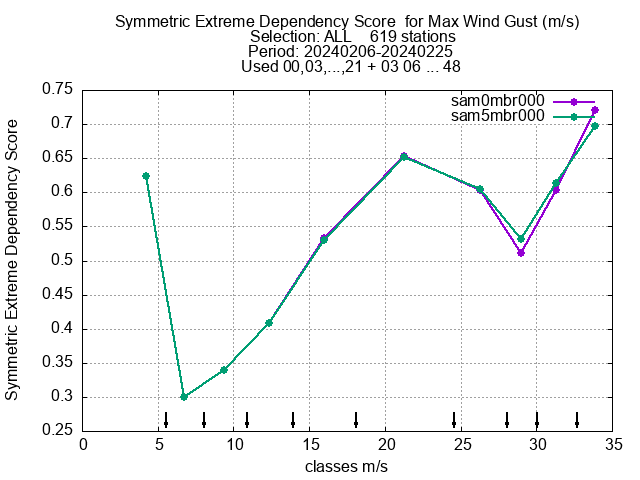 Symmetric Extreme Dependency Score  for Max Wind Gust (m/s)
Selection: ALL    619 stations
Period: 20240206-20240225
Used 00,03,...,21 + 03 06 ... 48
sam0mbr000
sam5mbr000
Symmetric Extreme Dependency Score
0.75
0.7
0.65
0.6
0.55
0.5
0.45
0.4
0.35
0.3
0.25
0 5 10 15 20 25 30 35
classes m/s